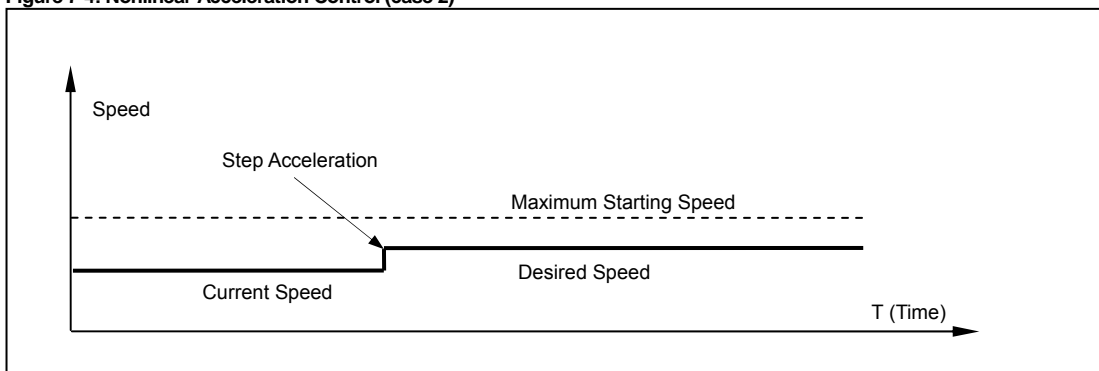 Figure 7-4. Nonlinear Acceleration Control (case 2)
Speed
Step Acceleration
Maximum Starting Speed
Desired Speed
Current Speed
T (Time)